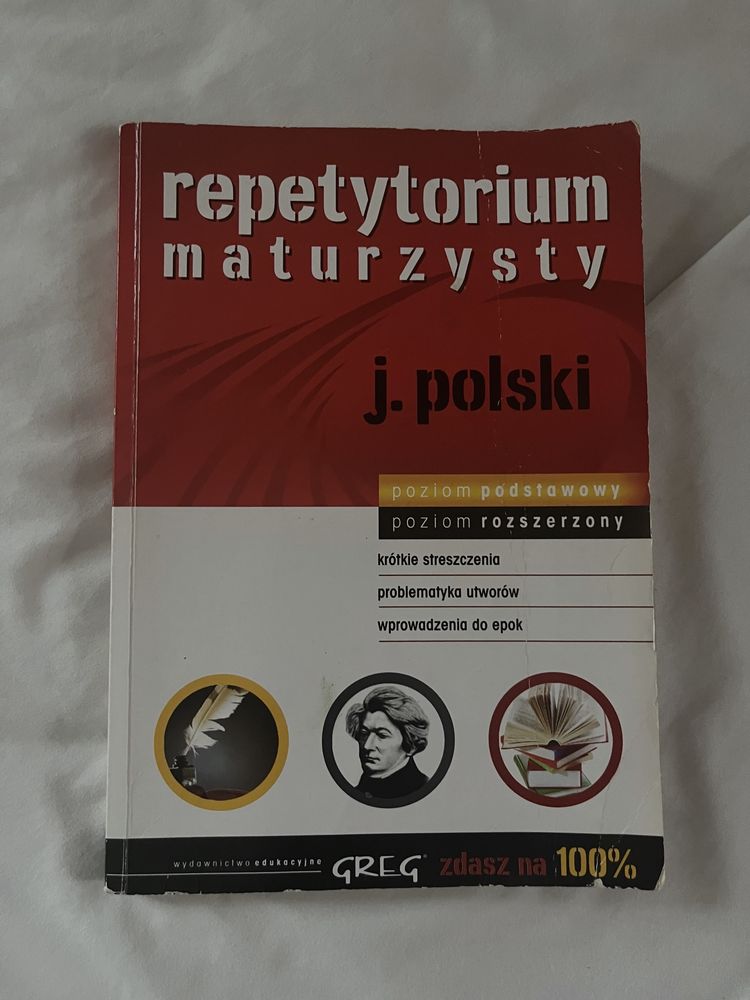 repetytorium
maturzysty
j. polski
poziom podstawowy
poziom rozszerzony
krótkie streszczenia
problematyka utworów
wprowadzenia do epok
wydawnictwo edukacyjne GREG® zdasz na 100%